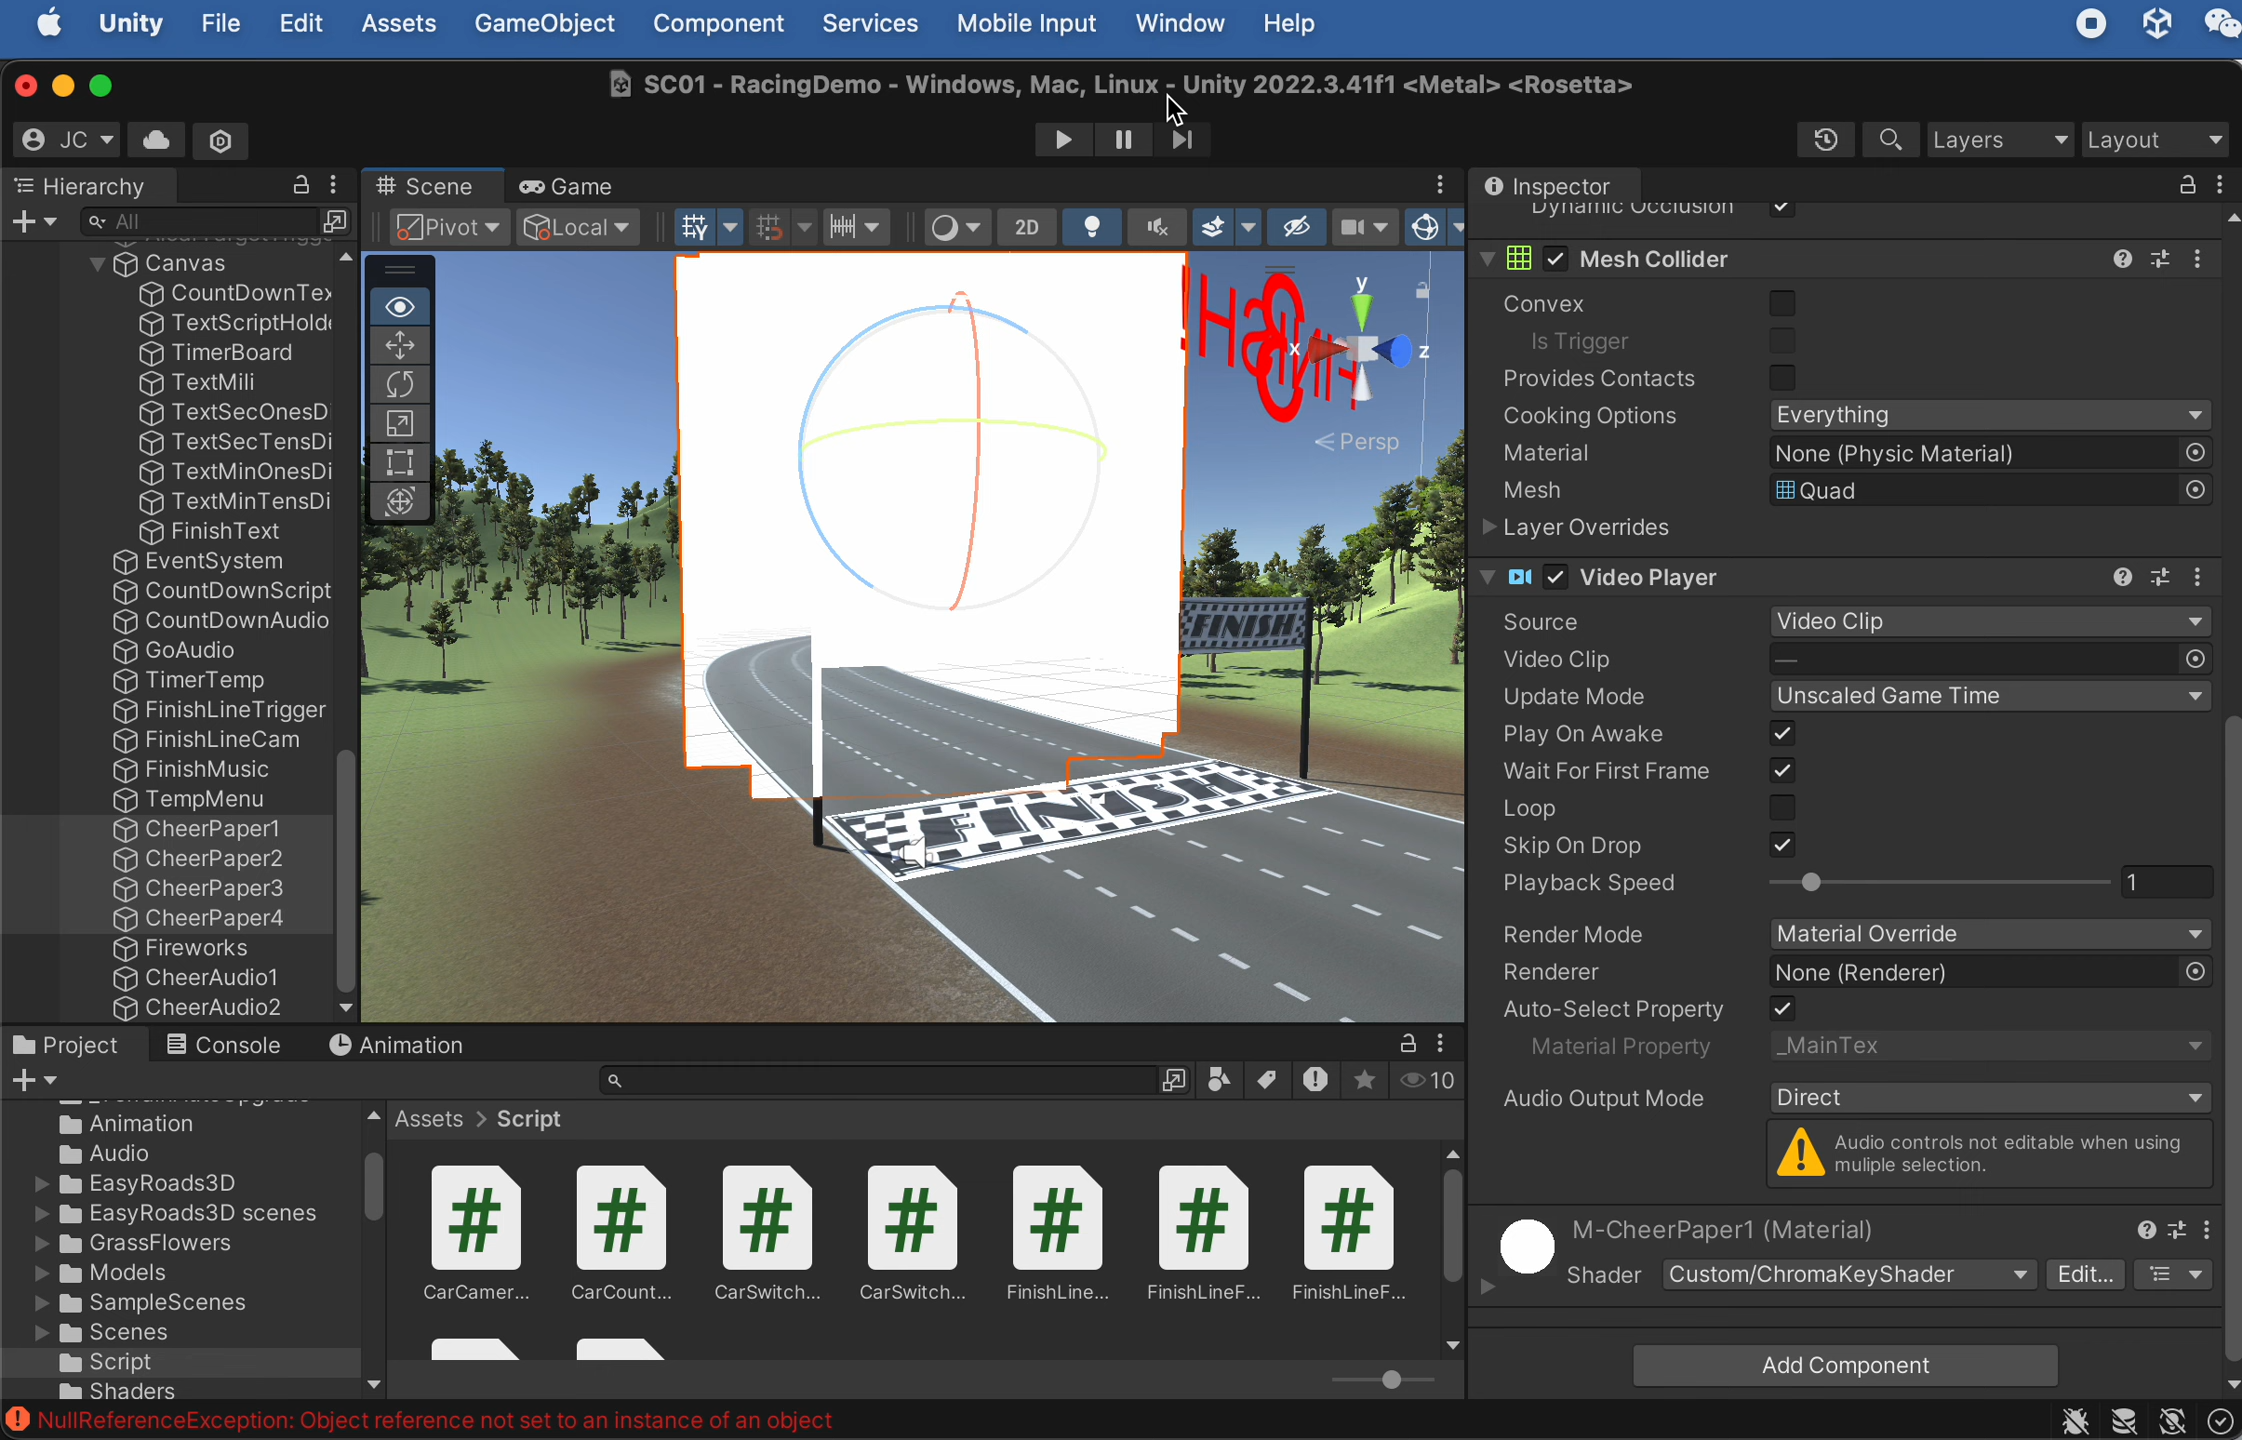 Unity File Edit Assets GameObject Component Services Mobile Input Window Help
SC01 - RacingDemo - Windows, Mac, Linux - Unity 2022.3.41f1 <Metal> <Rosetta>
JC
Layers
Layout
Hierarchy
All
Canvas
CountDownTex
TextScriptHolde
TimerBoard
TextMili
TextSecOnesDi
TextSecTensDi
TextMinOnesDi
TextMinTensDi
FinishText
EventSystem
CountDownScript
CountDownAudio
GoAudio
TimerTemp
FinishLineTrigger
FinishLineCam
FinishMusic
TempMenu
CheerPaper1
CheerPaper2
CheerPaper3
CheerPaper4
Fireworks
CheerAudio1
CheerAudio2
Scene
Game
Pivot
Local
2D
y
x
z
Persp
FINISH
FINISH
Inspector
Dynamic Occlusion
Mesh Collider
Convex
Is Trigger
Provides Contacts
Cooking Options Everything
Material None (Physic Material)
Mesh Quad
Layer Overrides
Video Player
Source Video Clip
Video Clip —
Update Mode Unscaled Game Time
Play On Awake
Wait For First Frame
Loop
Skip On Drop
Playback Speed 1
Render Mode Material Override
Renderer None (Renderer)
Auto-Select Property
Material Property _MainTex
Audio Output Mode Direct
Audio controls not editable when using
muliple selection.
M-CheerPaper1 (Material)
Shader Custom/ChromaKeyShader Edit...
Add Component
Project
Console
Animation
10
Animation
Audio
EasyRoads3D
EasyRoads3D scenes
GrassFlowers
Models
SampleScenes
Scenes
Script
Shaders
Assets > Script
CarCamer... CarCount... CarSwitch... CarSwitch... FinishLine... FinishLineF... FinishLineF...
NullReferenceException: Object reference not set to an instance of an object